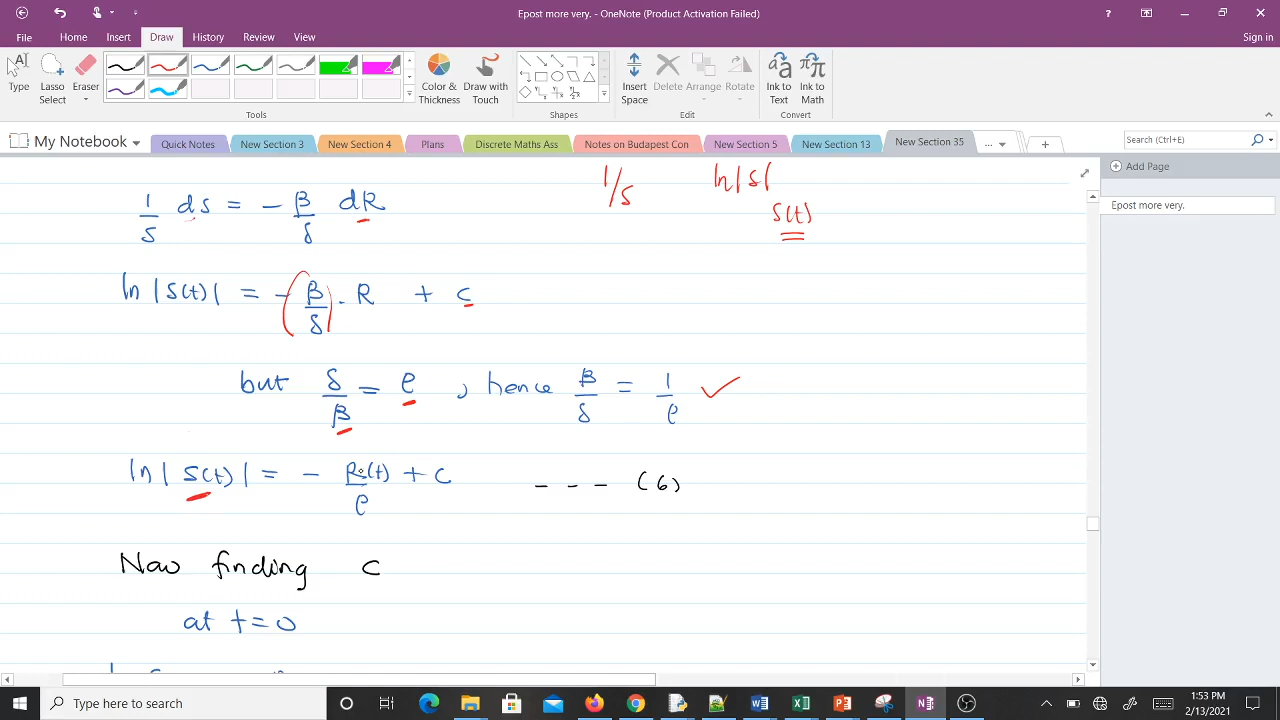 Epost more very. - OneNote (Product Activation Failed)
1:53 PM
2/13/2021
File Home Insert Draw History Review View
Sign in
Type Lasso Select Eraser
Color & Thickness Draw with Touch
Insert Space Delete Arrange Rotate
Ink to Text Ink to Math
Tools Shapes Edit Convert
My Notebook Quick Notes New Section 3 New Section 4 Plans Discrete Maths Ass Notes on Budapest Con New Section 5 New Section 13 New Section 35 ...
Search (Ctrl+E)
Add Page
Epost more very.
1/s ln|s|
s(t)
1/s ds = - β/δ dR
ln |s(t)| = - (β/δ) . R + c
but δ/β = ρ , hence β/δ = 1/ρ ✓
ln | s(t) | = - R(t)/ρ + c - - - (6)
Now finding c
at t=0
Type here to search